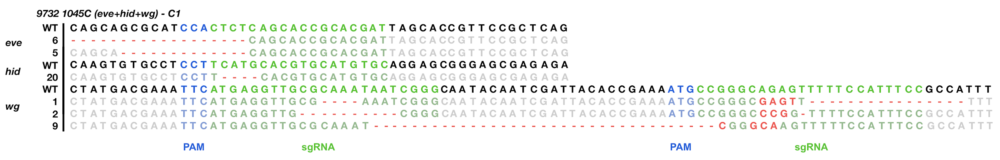 9732 1045C (eve+hid+wg) - C1
WT CAGCAGCGCATCCACTCTCAGCACCGCACGATTAGCACCGTTCCGCTCAG
eve 6 ------------------CAGCACCGCACGATTAGCACCGTTCCGCTCAG
5 CAGCA-------------CAGCACCGCACGATTAGCACCGTTCCGCTCAG
WT CAAGTGTGCCTCCTTCATGCACGTGCATGTGCAGGAGCGGGAGCGAGAGA
hid
20 CAAGTGTGCCTCCTT----CACGTGCATGTGCAGGAGCGGGAGCGAGAGA
WT CTATGACGAAATTCATGAGGTTGCGCAAATAATCGGGCAATACAATCGATTACACCGAAAATGCCGGGCAGAGTTTTTCCATTTCCGCCATTT
1 CTATGACGAAATTCATGAGGTTGCG----AAATCGGGCAATACAATCGATTACACCGAAAATGCCGGGCGAGTT----------------TTT
wg
2 CTATGACGAAATTCATGAGGTTG----------CGGGCAATACAATCGATTACACCGAAAATGCCGGGCCCGG-TTTTCCATTTCCGCCATTT
9 CTATGACGAAATTCATGAGGTTGCGCAAAT-----------------------------------CGGGCAAGTTTTTCCATTTCCGCCATTT
PAM sgRNA PAM sgRNA